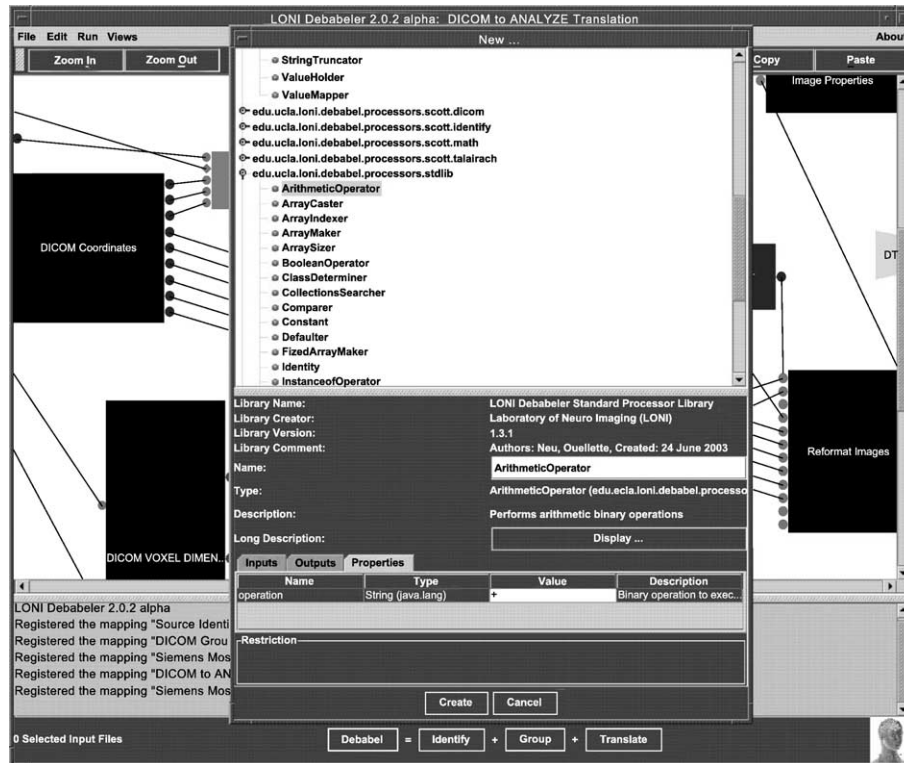 LONI Debabeler 2.0.2 alpha: DICOM to ANALYZE Translation
File Edit Run Views
About
Zoom In Zoom Out
Copy Paste
New ...
StringTruncator
ValueHolder
ValueMapper
edu.ucla.loni.debabel.processors.scott.dicom
edu.ucla.loni.debabel.processors.scott.identify
edu.ucla.loni.debabel.processors.scott.math
edu.ucla.loni.debabel.processors.scott.talairach
edu.ucla.loni.debabel.processors.stdlib
ArithmeticOperator
ArrayCaster
ArrayIndexer
ArrayMaker
ArraySizer
BooleanOperator
ClassDeterminer
CollectionsSearcher
Comparer
Constant
Defaulter
FizedArrayMaker
Identity
InstanceofOperator
Image Properties
DICOM Coordinates
DT
Reformat Images
DICOM VOXEL DIMEN...
Library Name: LONI Debabeler Standard Processor Library
Library Creator: Laboratory of Neuro Imaging (LONI)
Library Version: 1.3.1
Library Comment: Authors: Neu, Ouellette, Created: 24 June 2003
Name: ArithmeticOperator
Type: ArithmeticOperator (edu.ecla.loni.debabel.processo
Description: Performs arithmetic binary operations
Long Description: Display ...
Inputs Outputs Properties
Name Type Value Description
operation String (java.lang) + Binary operation to exec...
Restriction
Create Cancel
LONI Debabeler 2.0.2 alpha
Registered the mapping "Source Identi
Registered the mapping "DICOM Grou
Registered the mapping "Siemens Mos
Registered the mapping "DICOM to AN
Registered the mapping "Siemens Mos
0 Selected Input Files
Debabel = Identify + Group + Translate